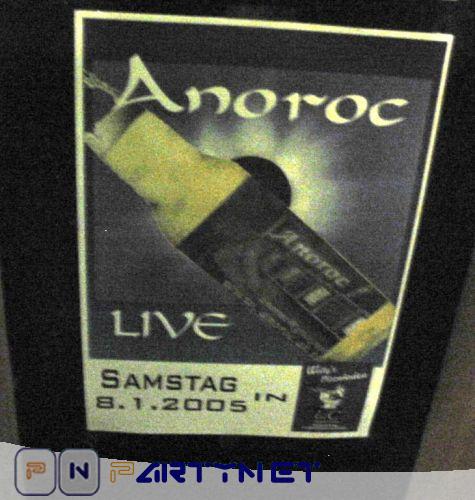 Anoroc
Anoroc
LIVE
SAMSTAG IN
8.1.2005
P N PARTYNET